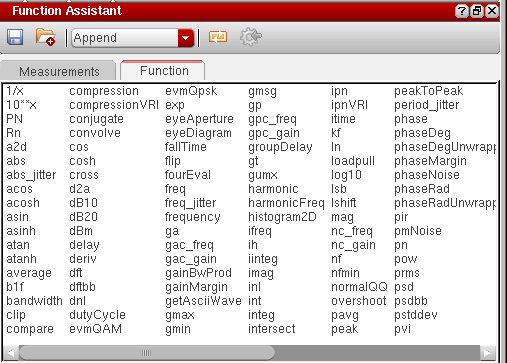 Function Assistant
Append
Measurements Function
1/x compression evmQpsk gmsg ipn peakToPeak
10**x compressionVRI exp gp ipnVRI period_jitter
PN conjugate eyeAperture gpc_freq itime phase
Rn convolve eyeDiagram gpc_gain kf phaseDeg
a2d cos fallTime groupDelay ln phaseDegUnwrapp
abs cosh flip gt loadpull phaseMargin
abs_jitter cross fourEval gumx log10 phaseNoise
acos d2a freq harmonic lsb phaseRad
acosh dB10 freq_jitter harmonicFreq lshift phaseRadUnwrapp
asin dB20 frequency histogram2D mag pir
asinh dBm ga ifreq nc_freq pmNoise
atan delay gac_freq ih nc_gain pn
atanh deriv gac_gain iinteg nf pow
average dft gainBwProd imag nfmin prms
b1f dftbb gainMargin inl normalQQ psd
bandwidth dnl getAsciiWave int overshoot psdbb
clip dutyCycle gmax integ pavg pstddev
compare evmQAM gmin intersect peak pvi